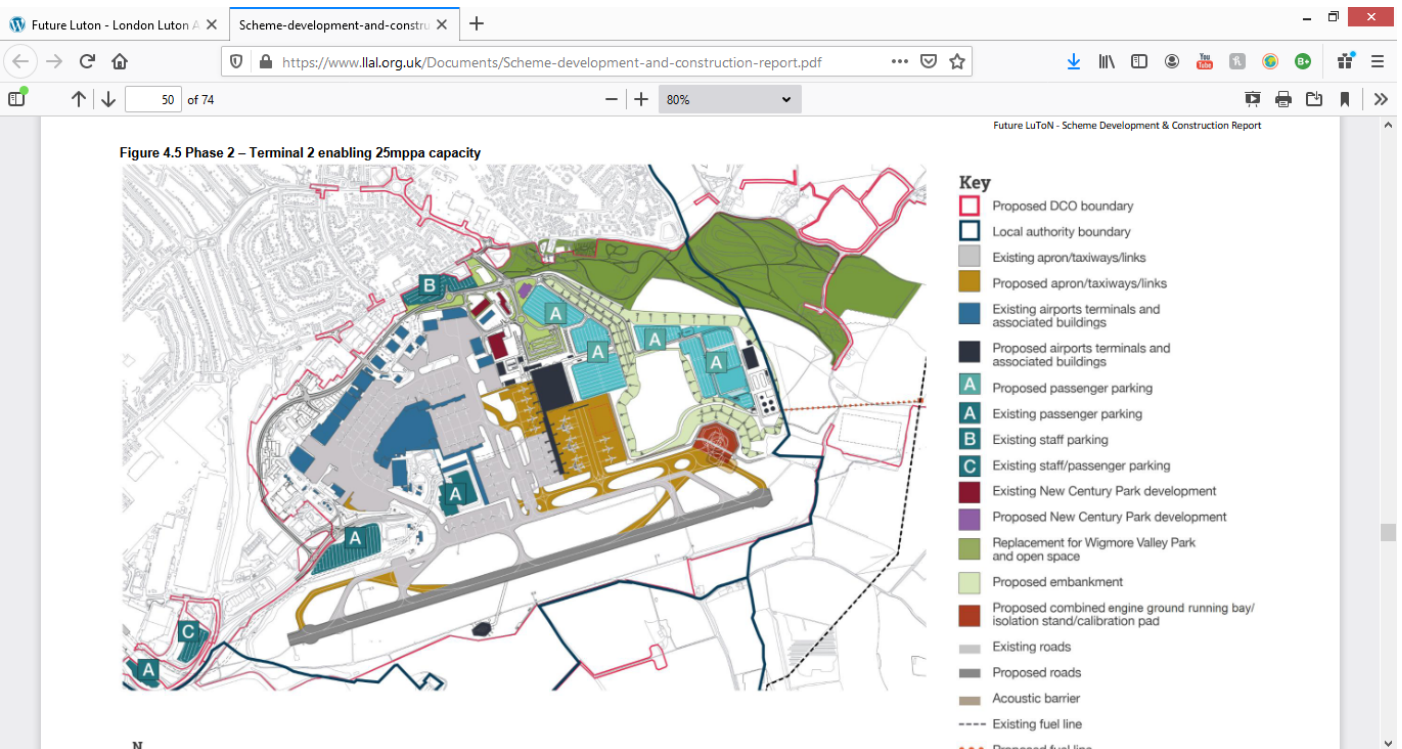 Future Luton - London Luton A
Scheme-development-and-constru
https://www.llal.org.uk/Documents/Scheme-development-and-construction-report.pdf
50 of 74
80%
Future LuToN - Scheme Development & Construction Report
Figure 4.5 Phase 2 – Terminal 2 enabling 25mppa capacity
B
A
A
A
A
A
A
C
A
Key
Proposed DCO boundary
Local authority boundary
Existing apron/taxiways/links
Proposed apron/taxiways/links
Existing airports terminals and
associated buildings
Proposed airports terminals and
associated buildings
A Proposed passenger parking
A Existing passenger parking
B Existing staff parking
C Existing staff/passenger parking
Existing New Century Park development
Proposed New Century Park development
Replacement for Wigmore Valley Park
and open space
Proposed embankment
Proposed combined engine ground running bay/
isolation stand/calibration pad
Existing roads
Proposed roads
Acoustic barrier
Existing fuel line
Proposed fuel line
N